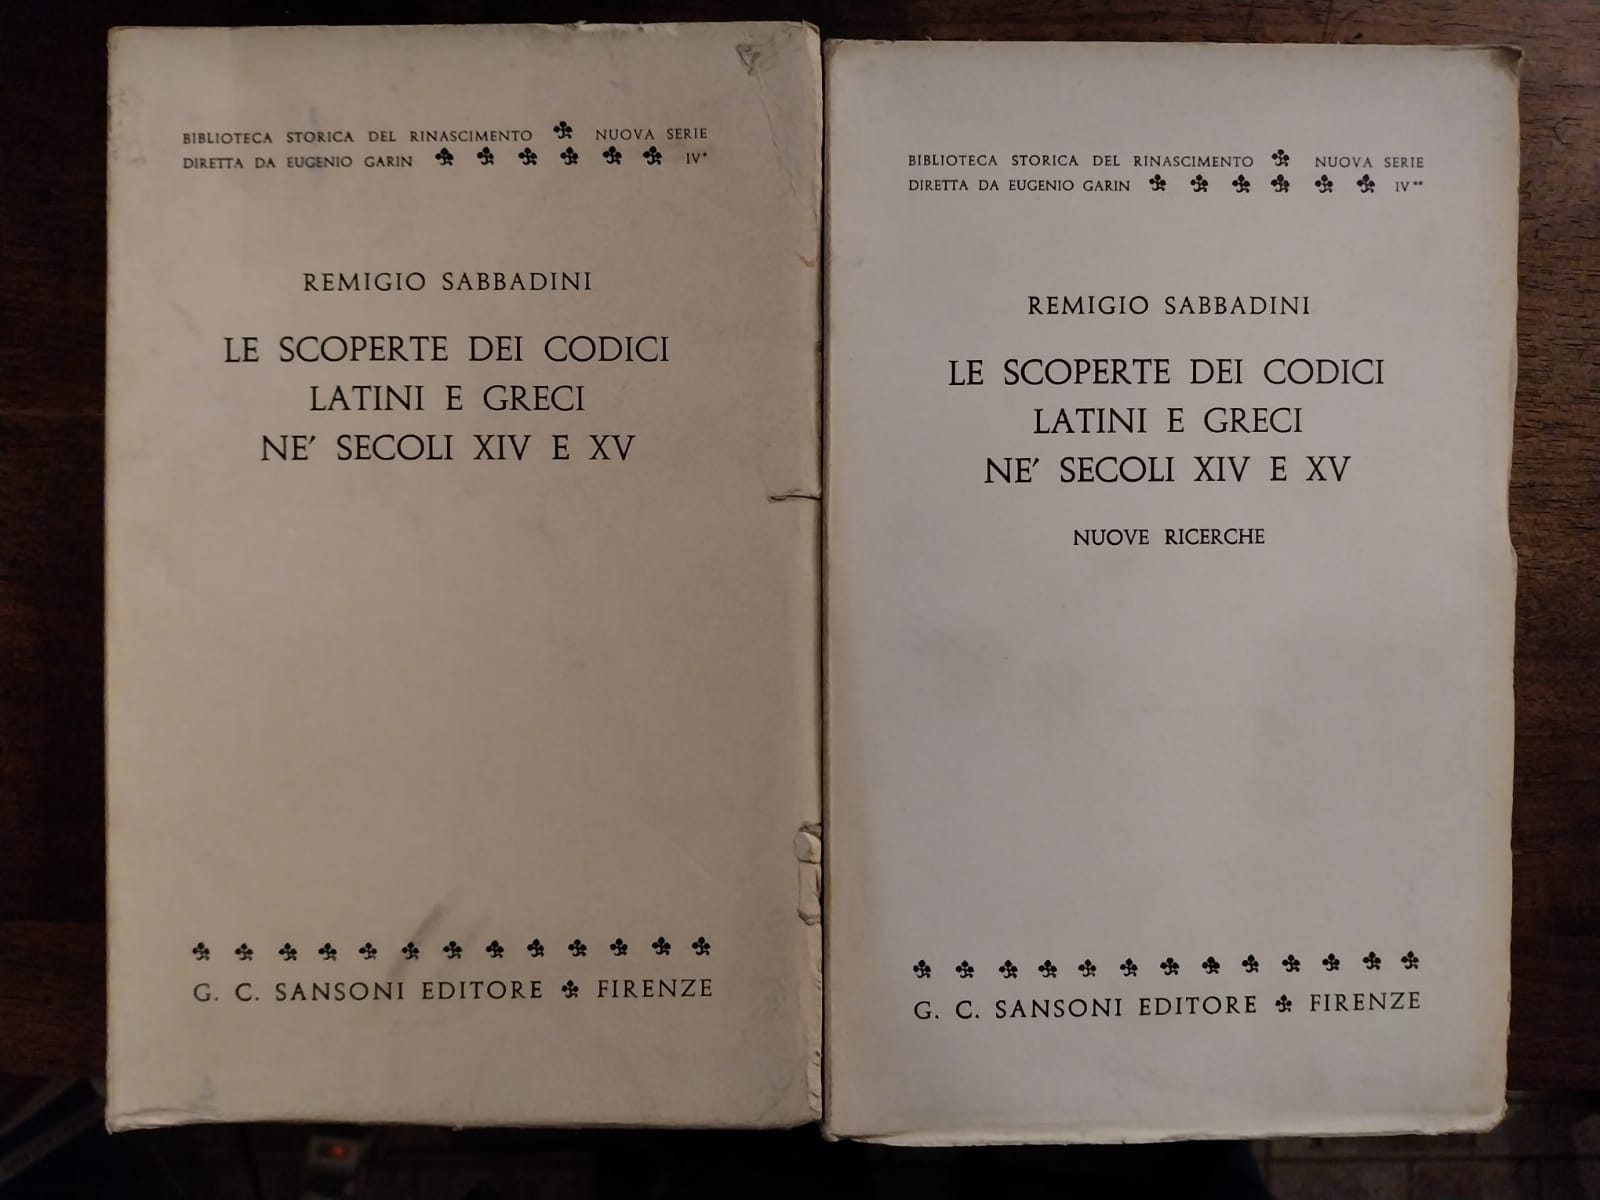 BIBLIOTECA STORICA DEL RINASCIMENTO NUOVA SERIE
DIRETTA DA EUGENIO GARIN IV*
REMIGIO SABBADINI
LE SCOPERTE DEI CODICI
LATINI E GRECI
NE’ SECOLI XIV E XV
G. C. SANSONI EDITORE FIRENZE
BIBLIOTECA STORICA DEL RINASCIMENTO NUOVA SERIE
DIRETTA DA EUGENIO GARIN IV**
REMIGIO SABBADINI
LE SCOPERTE DEI CODICI
LATINI E GRECI
NE’ SECOLI XIV E XV
NUOVE RICERCHE
G. C. SANSONI EDITORE FIRENZE